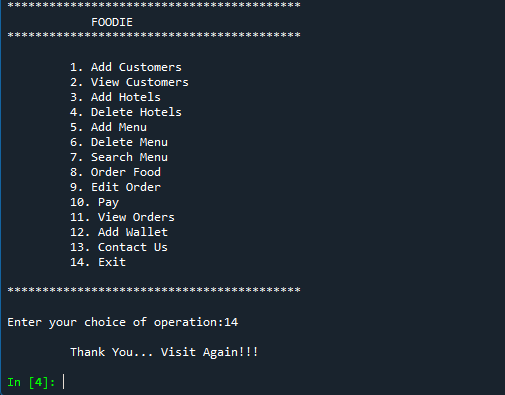 ******************************************
FOODIE
******************************************
1. Add Customers
2. View Customers
3. Add Hotels
4. Delete Hotels
5. Add Menu
6. Delete Menu
7. Search Menu
8. Order Food
9. Edit Order
10. Pay
11. View Orders
12. Add Wallet
13. Contact Us
14. Exit
******************************************
Enter your choice of operation:14
Thank You... Visit Again!!!
In [4]: